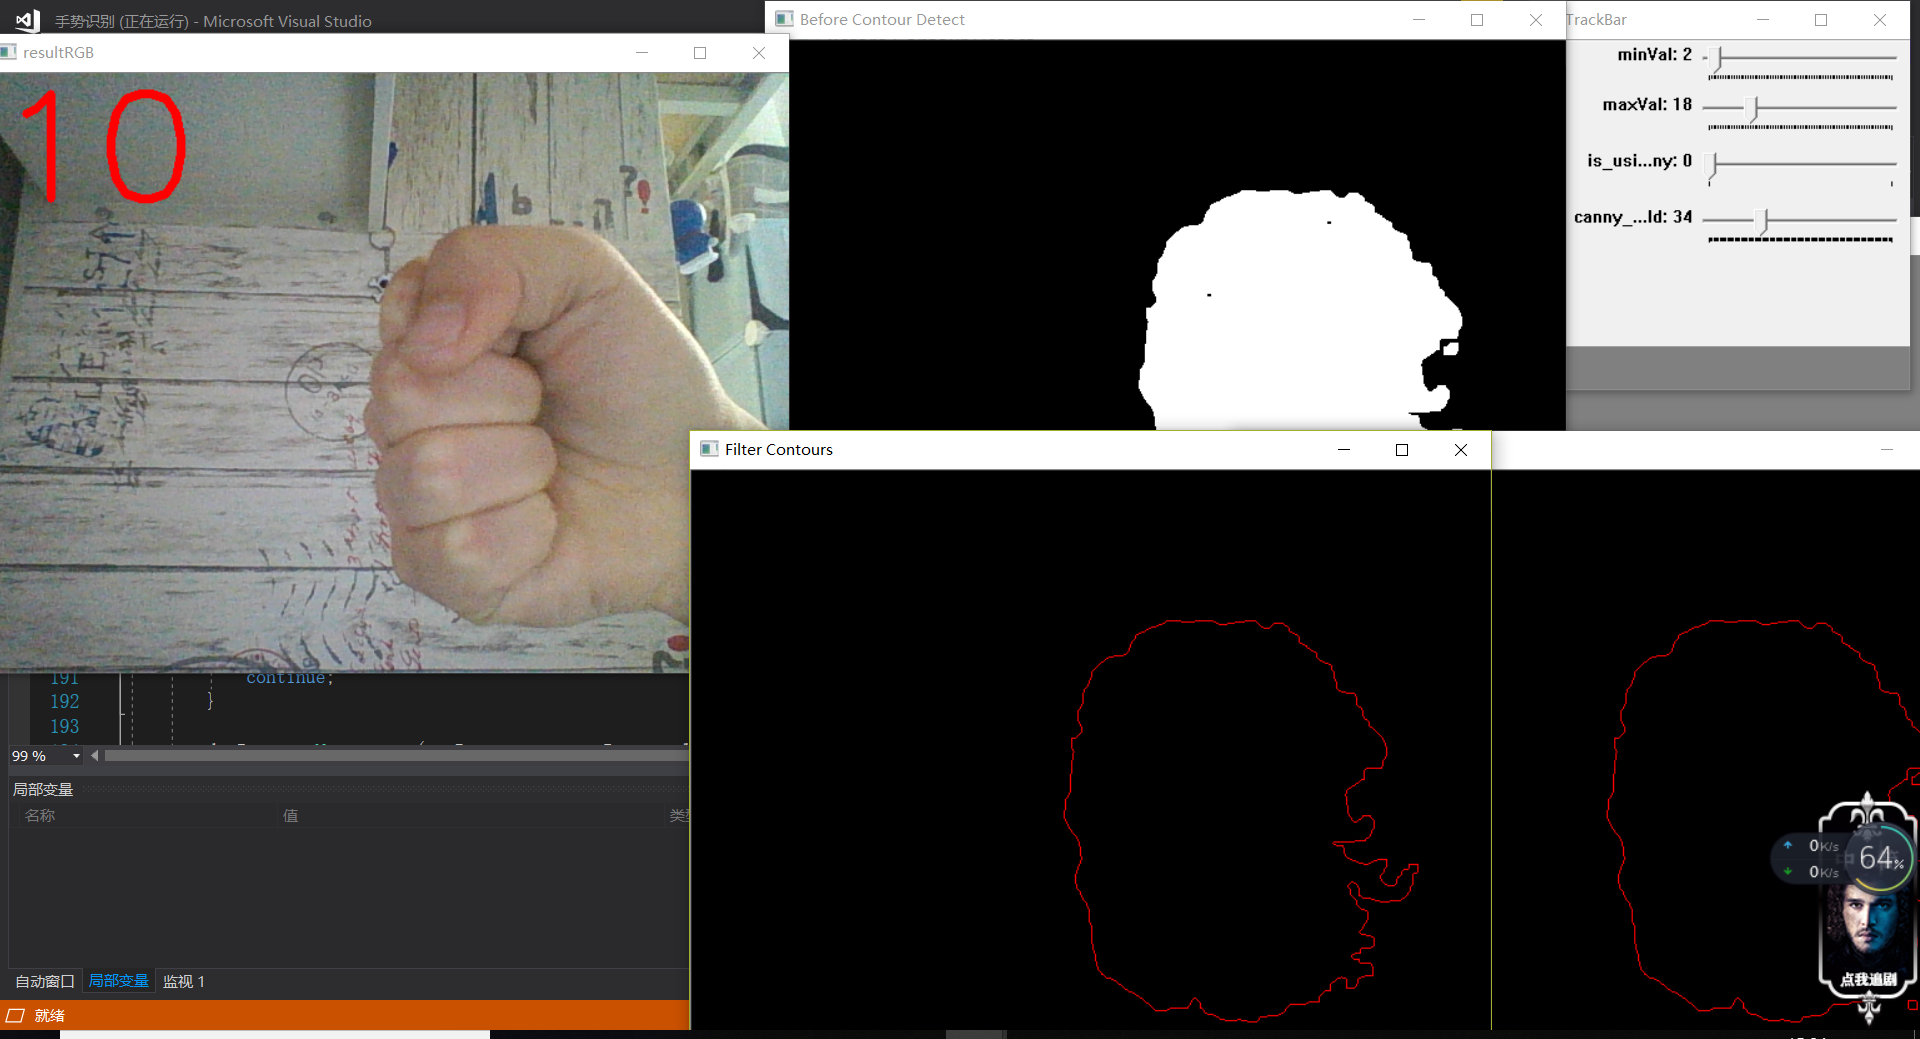 手势识别 (正在运行) - Microsoft Visual Studio
Before Contour Detect
TrackBar
resultRGB
minVal: 2
maxVal: 18
is_usi...ny: 0
canny_...ld: 34
10
Filter Contours
191
continue;
192
}
193
99 %
局部变量
名称
值
类型
自动窗口
局部变量
监视 1
就绪
0K/s
0K/s
64%
点我追剧